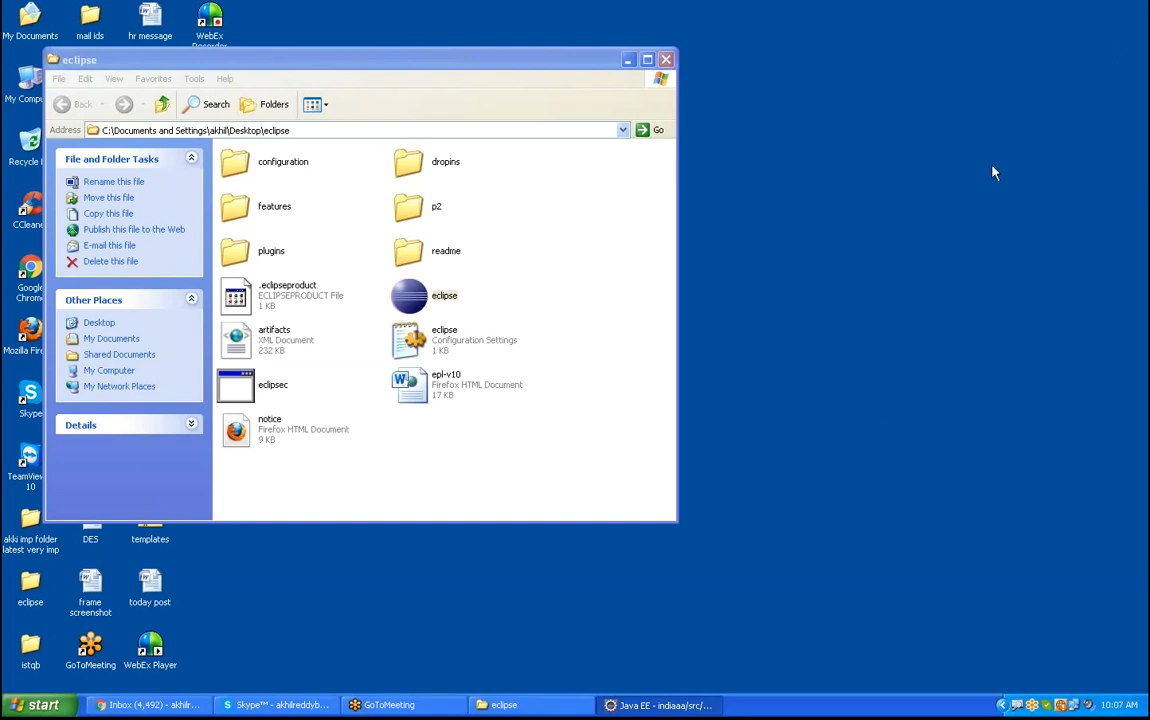 My Documents
mail ids
hr message
WebEx
Recorder
eclipse
File Edit View Favorites Tools Help
Back
Search
Folders
Address
C:\Documents and Settings\akhil\Desktop\eclipse
Go
My Compu
Recycle
CCleane
Google
Chrome
Mozilla Firef
Skype
TeamView
10
File and Folder Tasks
Rename this file
Move this file
Copy this file
Publish this file to the Web
E-mail this file
Delete this file
Other Places
Desktop
My Documents
Shared Documents
My Computer
My Network Places
Details
configuration
dropins
features
p2
plugins
readme
.eclipseproduct
ECLIPSEPRODUCT File
1 KB
eclipse
artifacts
XML Document
232 KB
eclipse
Configuration Settings
1 KB
eclipsec
epl-v10
Firefox HTML Document
17 KB
notice
Firefox HTML Document
9 KB
akki imp folder
latest very imp
DES
templates
eclipse
frame
screenshot
today post
istqb
GoToMeeting
WebEx Player
start
Inbox (4,492) - akhilr...
Skype™ - akhilreddyb...
GoToMeeting
eclipse
Java EE - indiaaa/src/...
10:07 AM